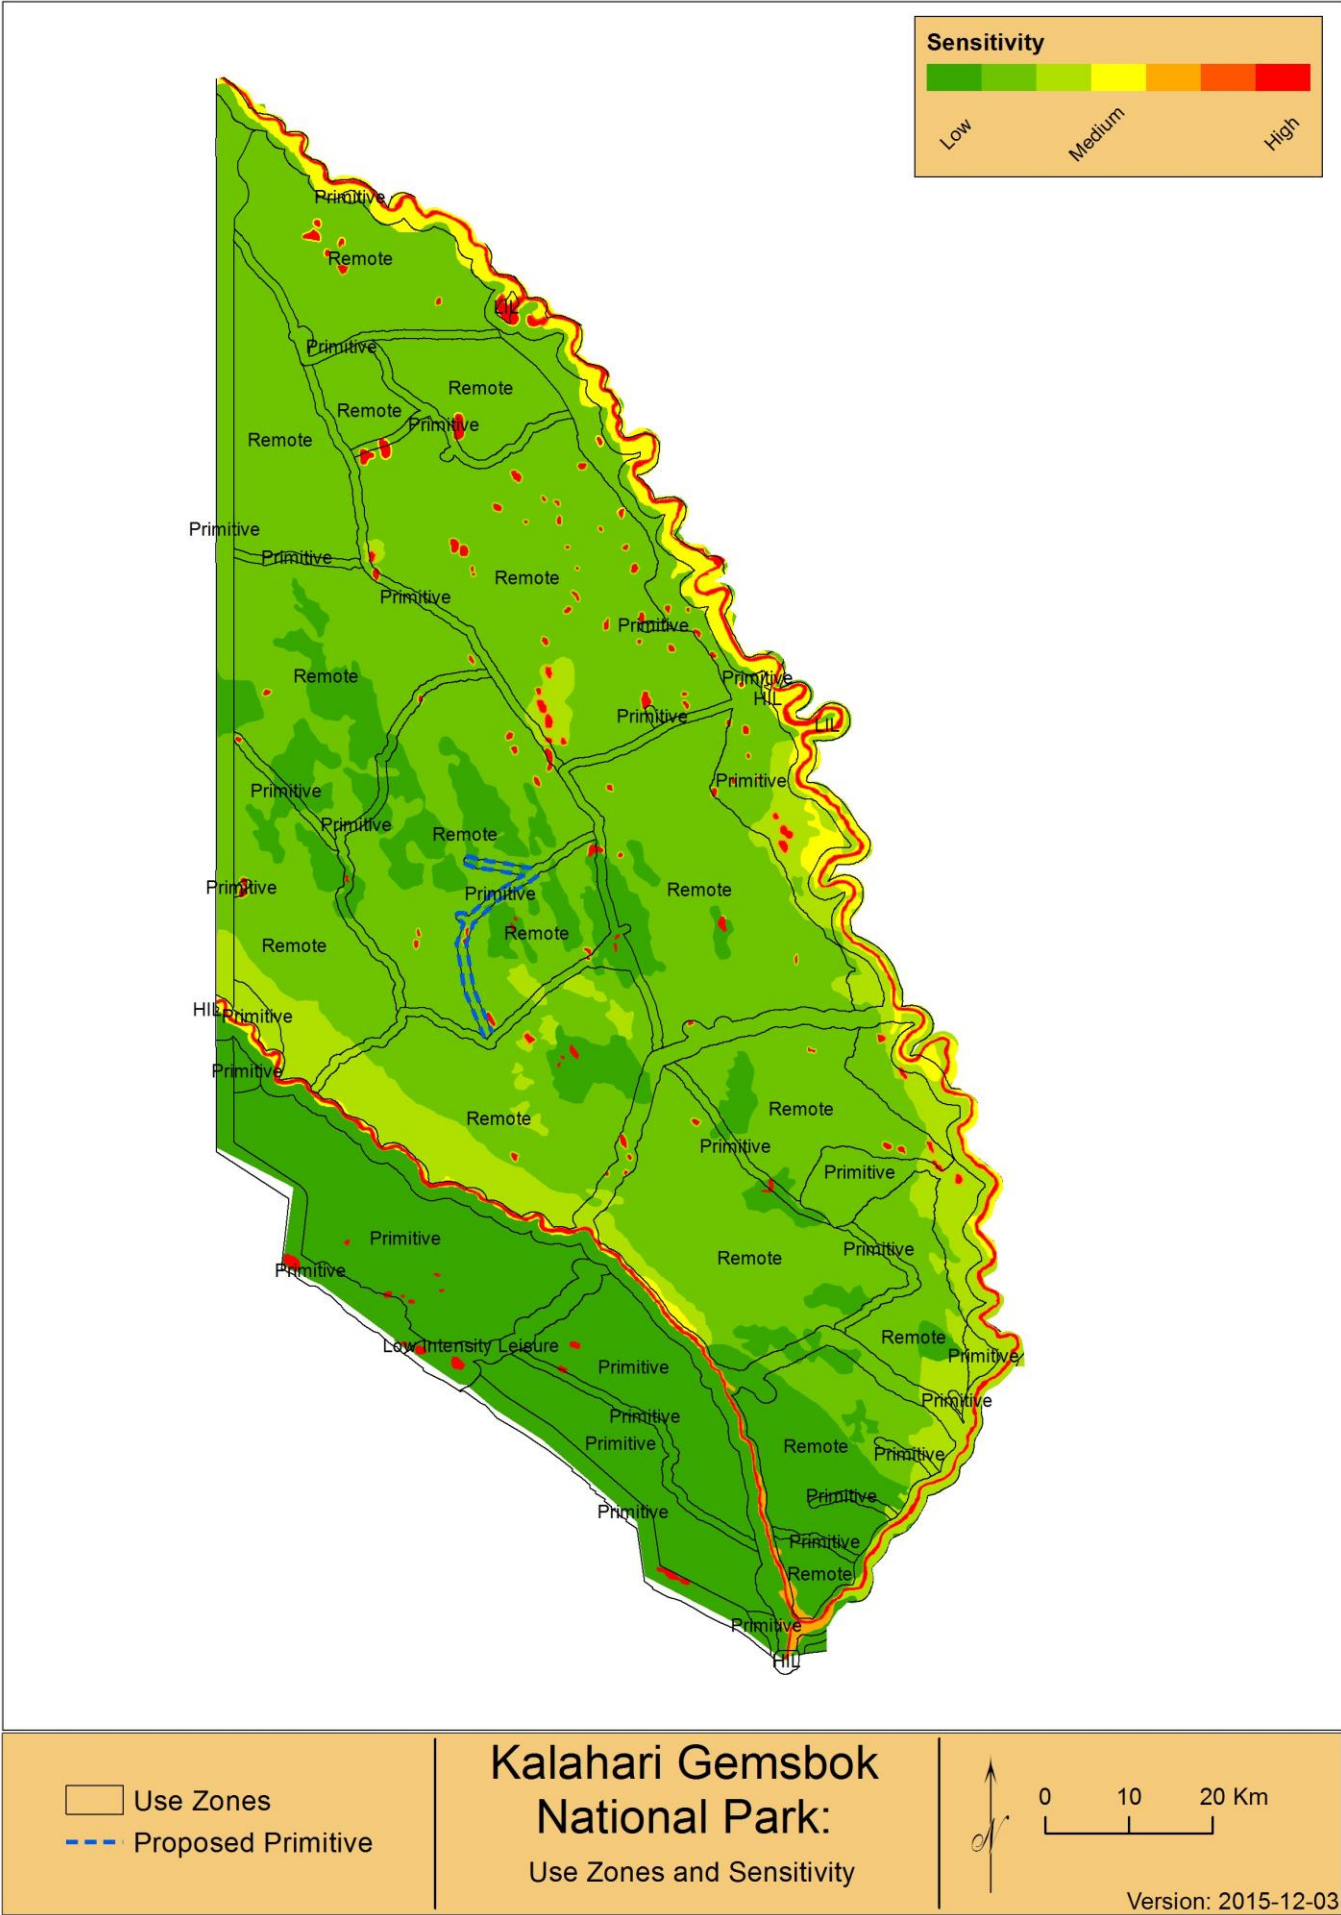 Sensitivity
Low
Medium
High
Primitive
Remote
LIL
Primitive
Remote
Remote
Primitive
Remote
Primitive
Primitive
Remote
Primitive
Primitive
Remote
Primitive
HIL
Primitive
LIL
Primitive
Primitive
Primitive
Remote
Primitive
Primitive
Remote
Remote
Remote
HIL
Primitive
Primitive
Remote
Remote
Primitive
Primitive
Primitive
Primitive
Remote
Primitive
Remote
Low Intensity Leisure
Primitive
Primitive
Primitive
Primitive
Primitive
Remote
Primitive
Primitive
Primitive
Primitive
Remote
Primitive
HIL
Use Zones
Proposed Primitive
Kalahari Gemsbok
National Park:
Use Zones and Sensitivity
N
0 10 20 Km
Version: 2015-12-03